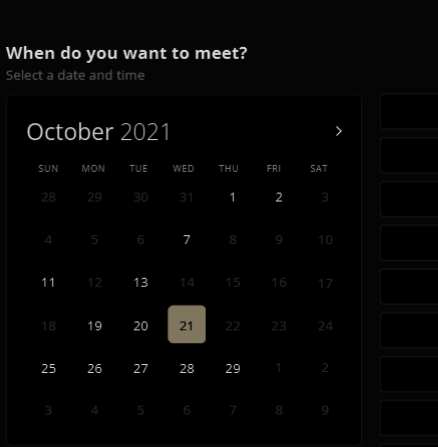 When do you want to meet?
Select a date and time
October 2021
SUN MON TUE WED THU FRI SAT
28 29 30 31 1 2 3
4 5 6 7 8 9 10
11 12 13 14 15 16 17
18 19 20 21 22 23 24
25 26 27 28 29 1 2
3 4 5 6 7 8 9